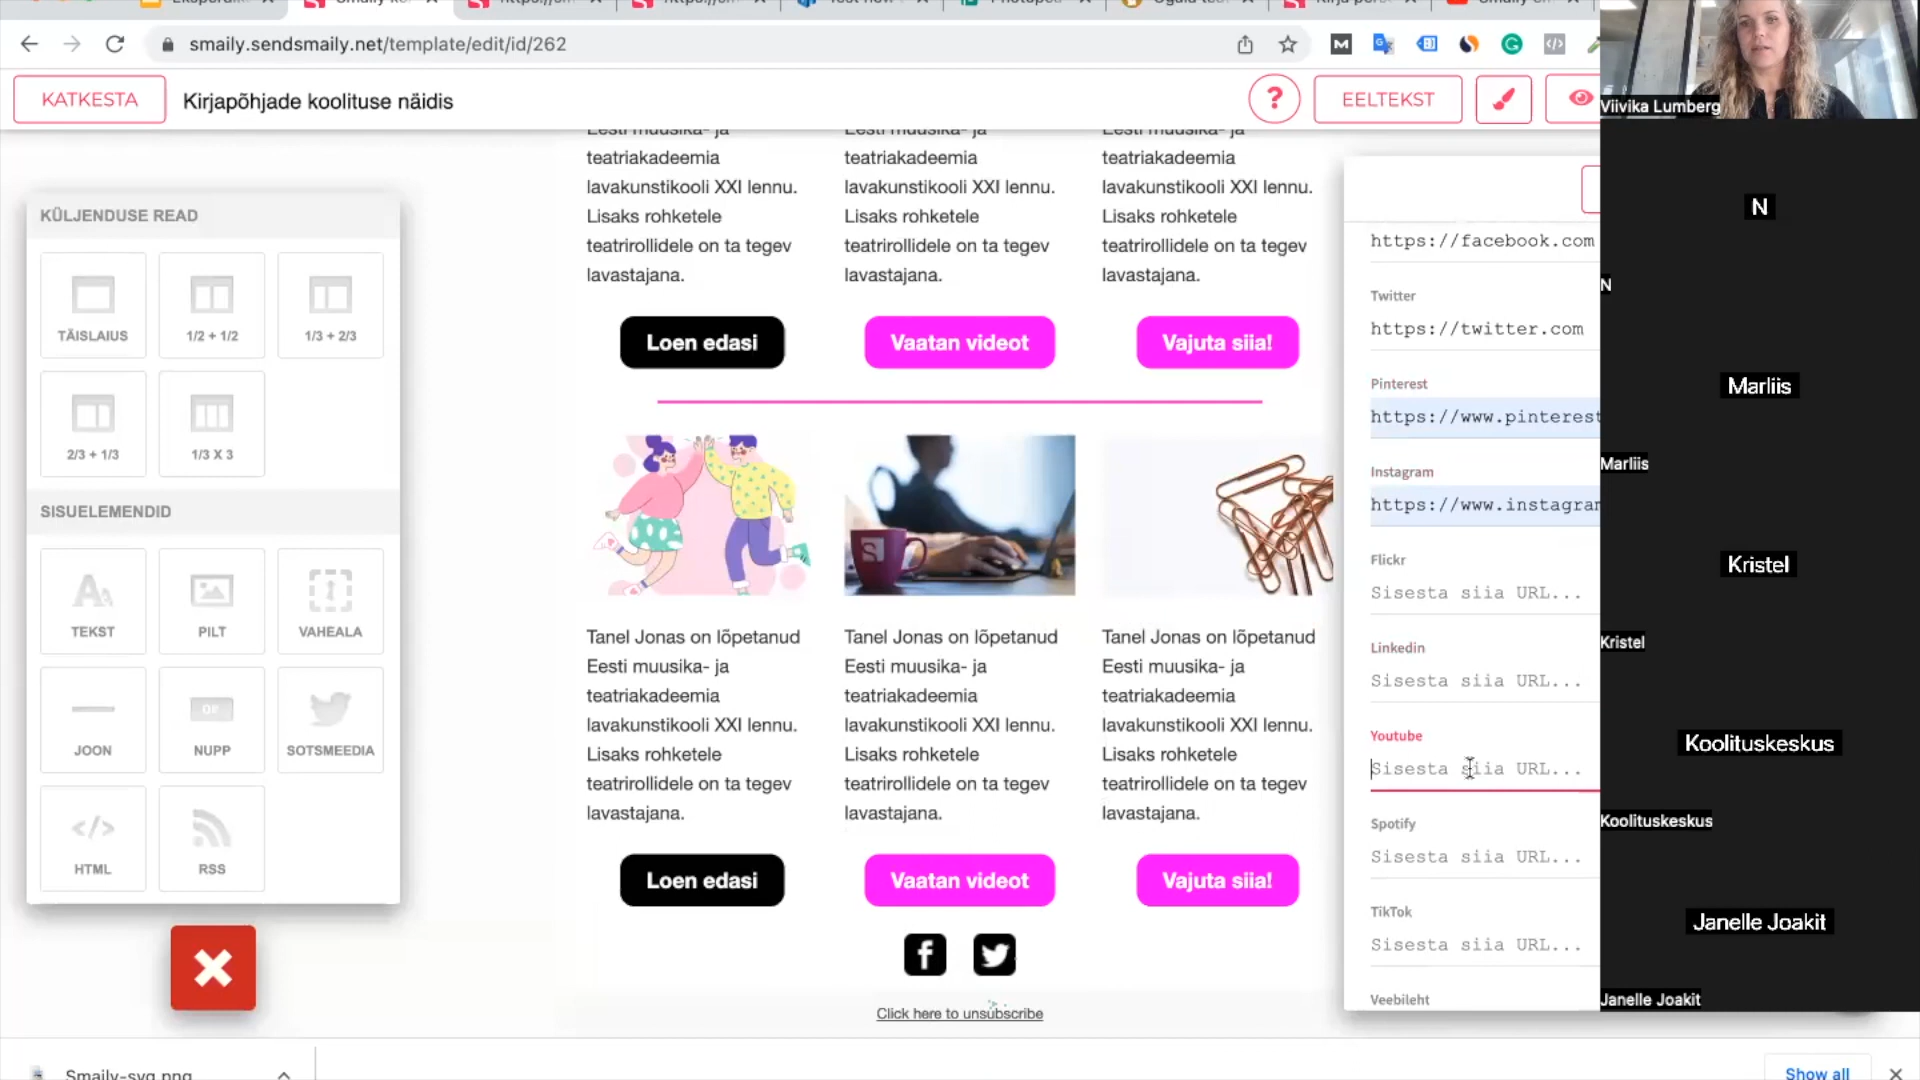 smaily.sendsmaily.net/template/edit/id/262
KATKESTA
Kirjapõhjade koolituse näidis
?
EELTEKST
Viivika Lumberg
KÜLJENDUSE READ
TÄISLAIUS
1/2 + 1/2
1/3 + 2/3
2/3 + 1/3
1/3 X 3
SISUELEMENDID
TEKST
PILT
VAHEALA
JOON
NUPP
SOTSMEEDIA
HTML
RSS
Eesti muusika- ja
teatriakadeemia
lavakunstikooli XXI lennu.
Lisaks rohketele
teatrirollidele on ta tegev
lavastajana.
Eesti muusika- ja
teatriakadeemia
lavakunstikooli XXI lennu.
Lisaks rohketele
teatrirollidele on ta tegev
lavastajana.
Eesti muusika- ja
teatriakadeemia
lavakunstikooli XXI lennu.
Lisaks rohketele
teatrirollidele on ta tegev
lavastajana.
Loen edasi
Vaatan videot
Vajuta siia!
Tanel Jonas on lõpetanud
Eesti muusika- ja
teatriakadeemia
lavakunstikooli XXI lennu.
Lisaks rohketele
teatrirollidele on ta tegev
lavastajana.
Tanel Jonas on lõpetanud
Eesti muusika- ja
teatriakadeemia
lavakunstikooli XXI lennu.
Lisaks rohketele
teatrirollidele on ta tegev
lavastajana.
Tanel Jonas on lõpetanud
Eesti muusika- ja
teatriakadeemia
lavakunstikooli XXI lennu.
Lisaks rohketele
teatrirollidele on ta tegev
lavastajana.
Loen edasi
Vaatan videot
Vajuta siia!
Click here to unsubscribe
https://facebook.com
Twitter
https://twitter.com
Pinterest
https://www.pinterest
Instagram
https://www.instagram
Flickr
Sisesta siia URL...
Linkedin
Sisesta siia URL...
Youtube
Sisesta siia URL...
Spotify
Sisesta siia URL...
TikTok
Sisesta siia URL...
Veebileht
N
N
Marliis
Marliis
Kristel
Kristel
Koolituskeskus
Koolituskeskus
Janelle Joakit
Janelle Joakit
Smaily-svg.png
Show all